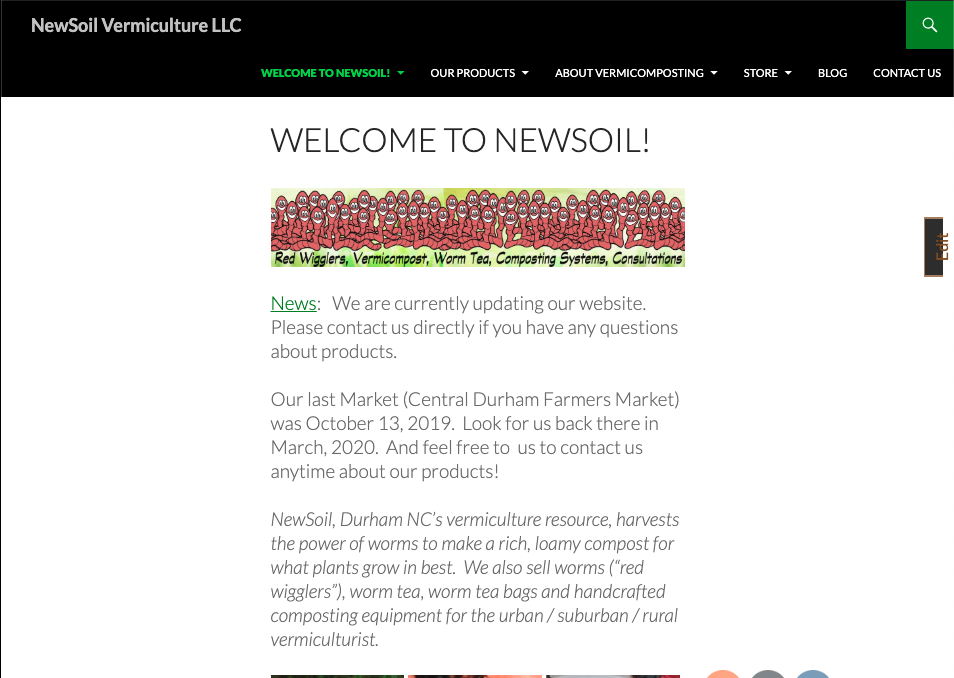 NewSoil Vermiculture LLC
WELCOME TO NEWSOIL! OUR PRODUCTS ABOUT VERMICOMPOSTING STORE BLOG CONTACT US
WELCOME TO NEWSOIL!
Red Wigglers, Vermicompost, Worm Tea, Composting Systems, Consultations
Edit
News: We are currently updating our website.
Please contact us directly if you have any questions
about products.
Our last Market (Central Durham Farmers Market)
was October 13, 2019. Look for us back there in
March, 2020. And feel free to us to contact us
anytime about our products!
NewSoil, Durham NC’s vermiculture resource, harvests
the power of worms to make a rich, loamy compost for
what plants grow in best. We also sell worms (“red
wigglers”), worm tea, worm tea bags and handcrafted
composting equipment for the urban / suburban / rural
vermiculturist.